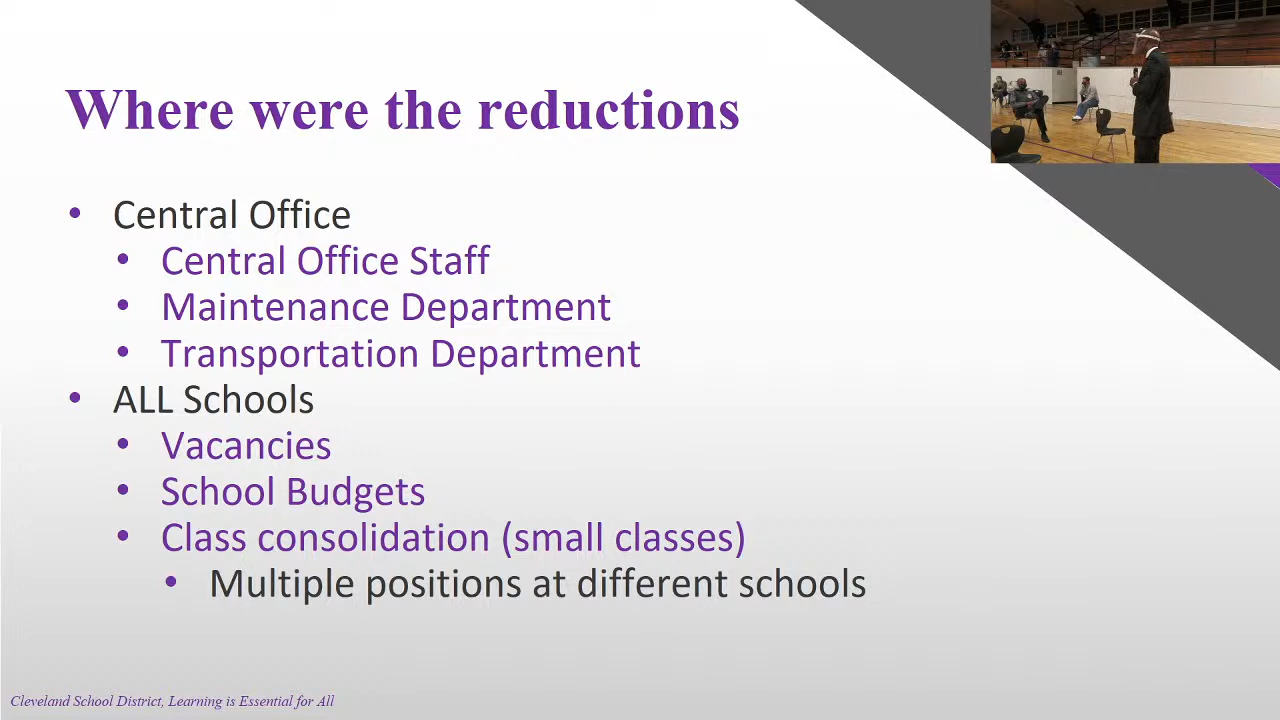 Where were the reductions
• Central Office
• Central Office Staff
• Maintenance Department
• Transportation Department
• ALL Schools
• Vacancies
• School Budgets
• Class consolidation (small classes)
• Multiple positions at different schools
Cleveland School District, Learning is Essential for All